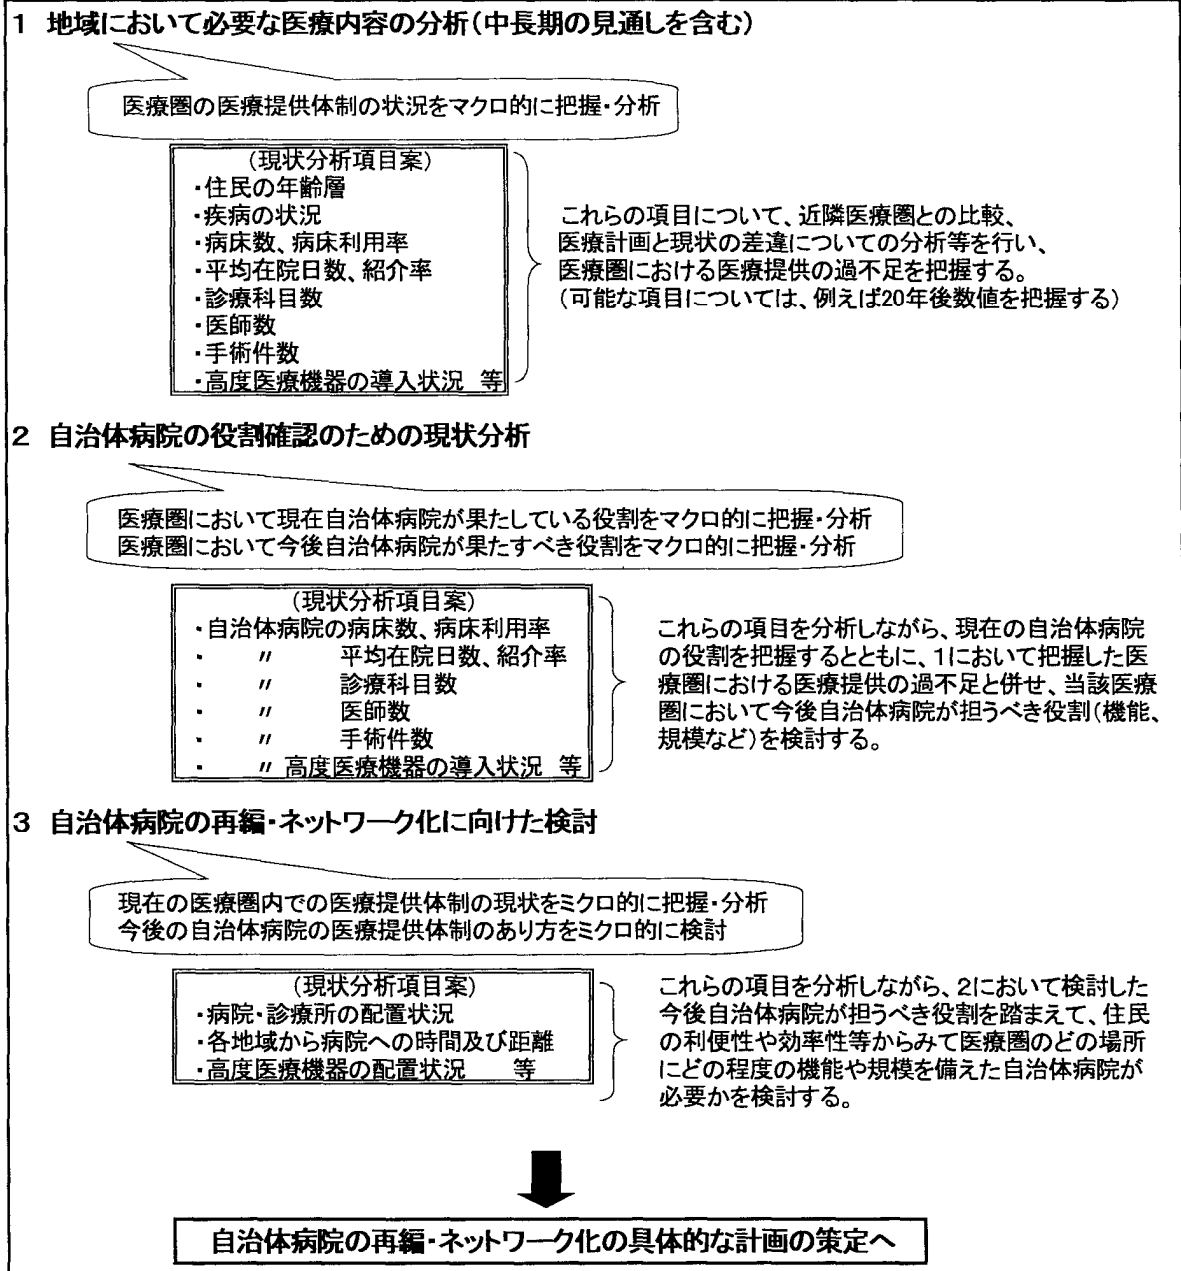 1 地域において必要な医療内容の分析(中長期の見通しを含む)
医療圏の医療提供体制の状況をマクロ的に把握・分析
(現状分析項目案)
・住民の年齢層
・疾病の状況
・病床数、病床利用率
・平均在院日数、紹介率
・診療科目数
・医師数
・手術件数
・高度医療機器の導入状況 等
これらの項目について、近隣医療圏との比較、
医療計画と現状の差違についての分析等を行い、
医療圏における医療提供の過不足を把握する。
(可能な項目については、例えば20年後数値を把握する)
2 自治体病院の役割確認のための現状分析
医療圏において現在自治体病院が果たしている役割をマクロ的に把握・分析
医療圏において今後自治体病院が果たすべき役割をマクロ的に把握・分析
(現状分析項目案)
・自治体病院の病床数、病床利用率
・ 〃 平均在院日数、紹介率
・ 〃 診療科目数
・ 〃 医師数
・ 〃 手術件数
・ 〃 高度医療機器の導入状況 等
これらの項目を分析しながら、現在の自治体病院
の役割を把握するとともに、1において把握した医
療圏における医療提供の過不足と併せ、当該医療
圏において今後自治体病院が担うべき役割(機能、
規模など)を検討する。
3 自治体病院の再編・ネットワーク化に向けた検討
現在の医療圏内での医療提供体制の現状をミクロ的に把握・分析
今後の自治体病院の医療提供体制のあり方をミクロ的に検討
(現状分析項目案)
・病院・診療所の配置状況
・各地域から病院への時間及び距離
・高度医療機器の配置状況 等
これらの項目を分析しながら、2において検討した
今後自治体病院が担うべき役割を踏まえて、住民
の利便性や効率性等からみて医療圏のどの場所
にどの程度の機能や規模を備えた自治体病院が
必要かを検討する。
自治体病院の再編・ネットワーク化の具体的な計画の策定へ